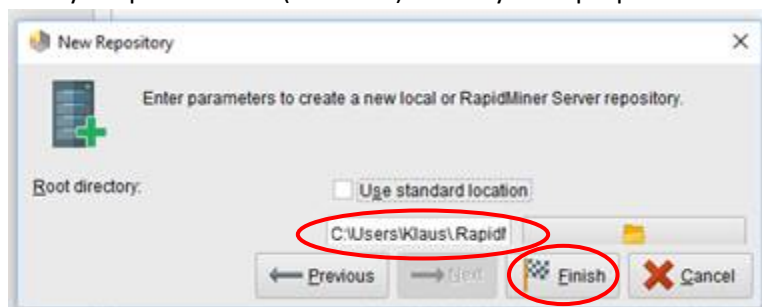 New Repository
Enter parameters to create a new local or RapidMiner Server repository.
Root directory:
Use standard location
C:\Users\Klaus\.Rapidf
Previous
Next
Finish
Cancel